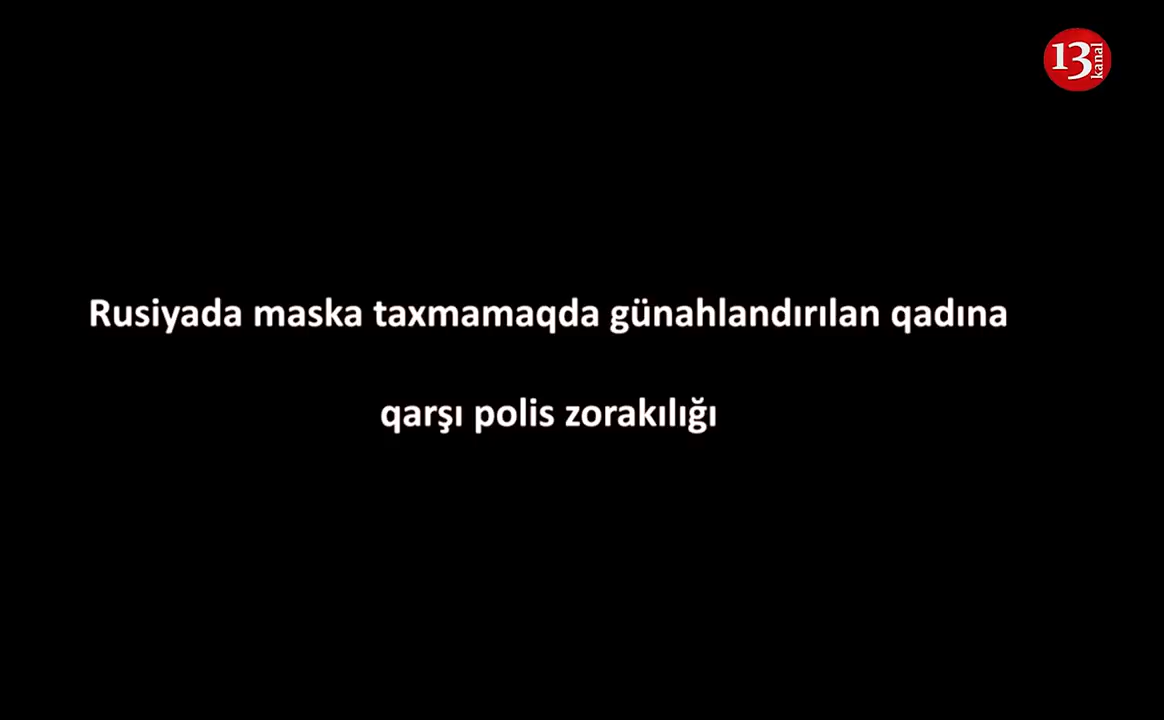 13 kanal
Rusiyada maska taxmamaqda günahlandırılan qadına
qarşı polis zorakılığı